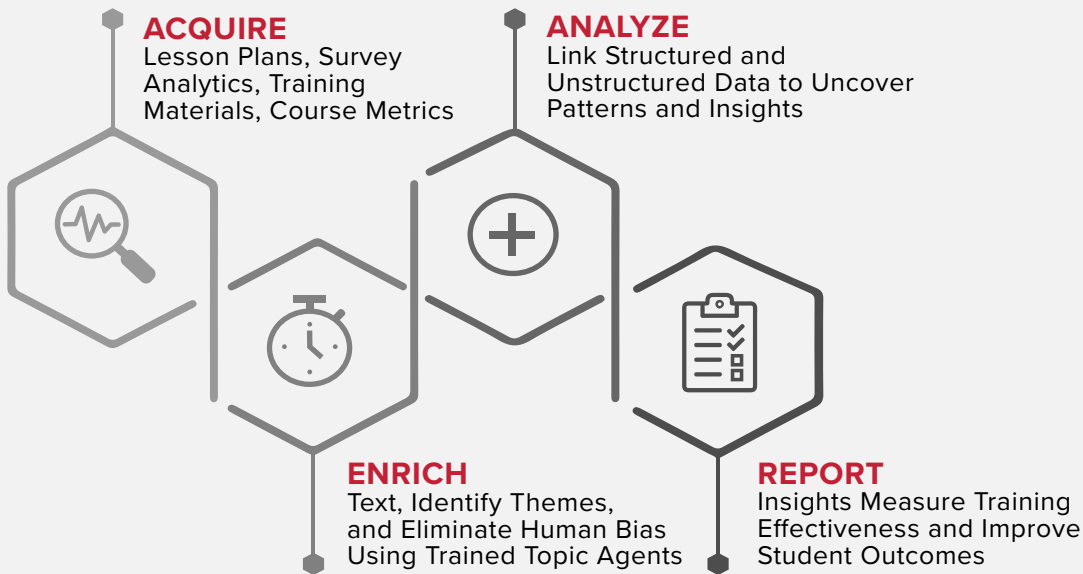 ACQUIRE
Lesson Plans, Survey
Analytics, Training
Materials, Course Metrics
ENRICH
Text, Identify Themes,
and Eliminate Human Bias
Using Trained Topic Agents
ANALYZE
Link Structured and
Unstructured Data to Uncover
Patterns and Insights
REPORT
Insights Measure Training
Effectiveness and Improve
Student Outcomes